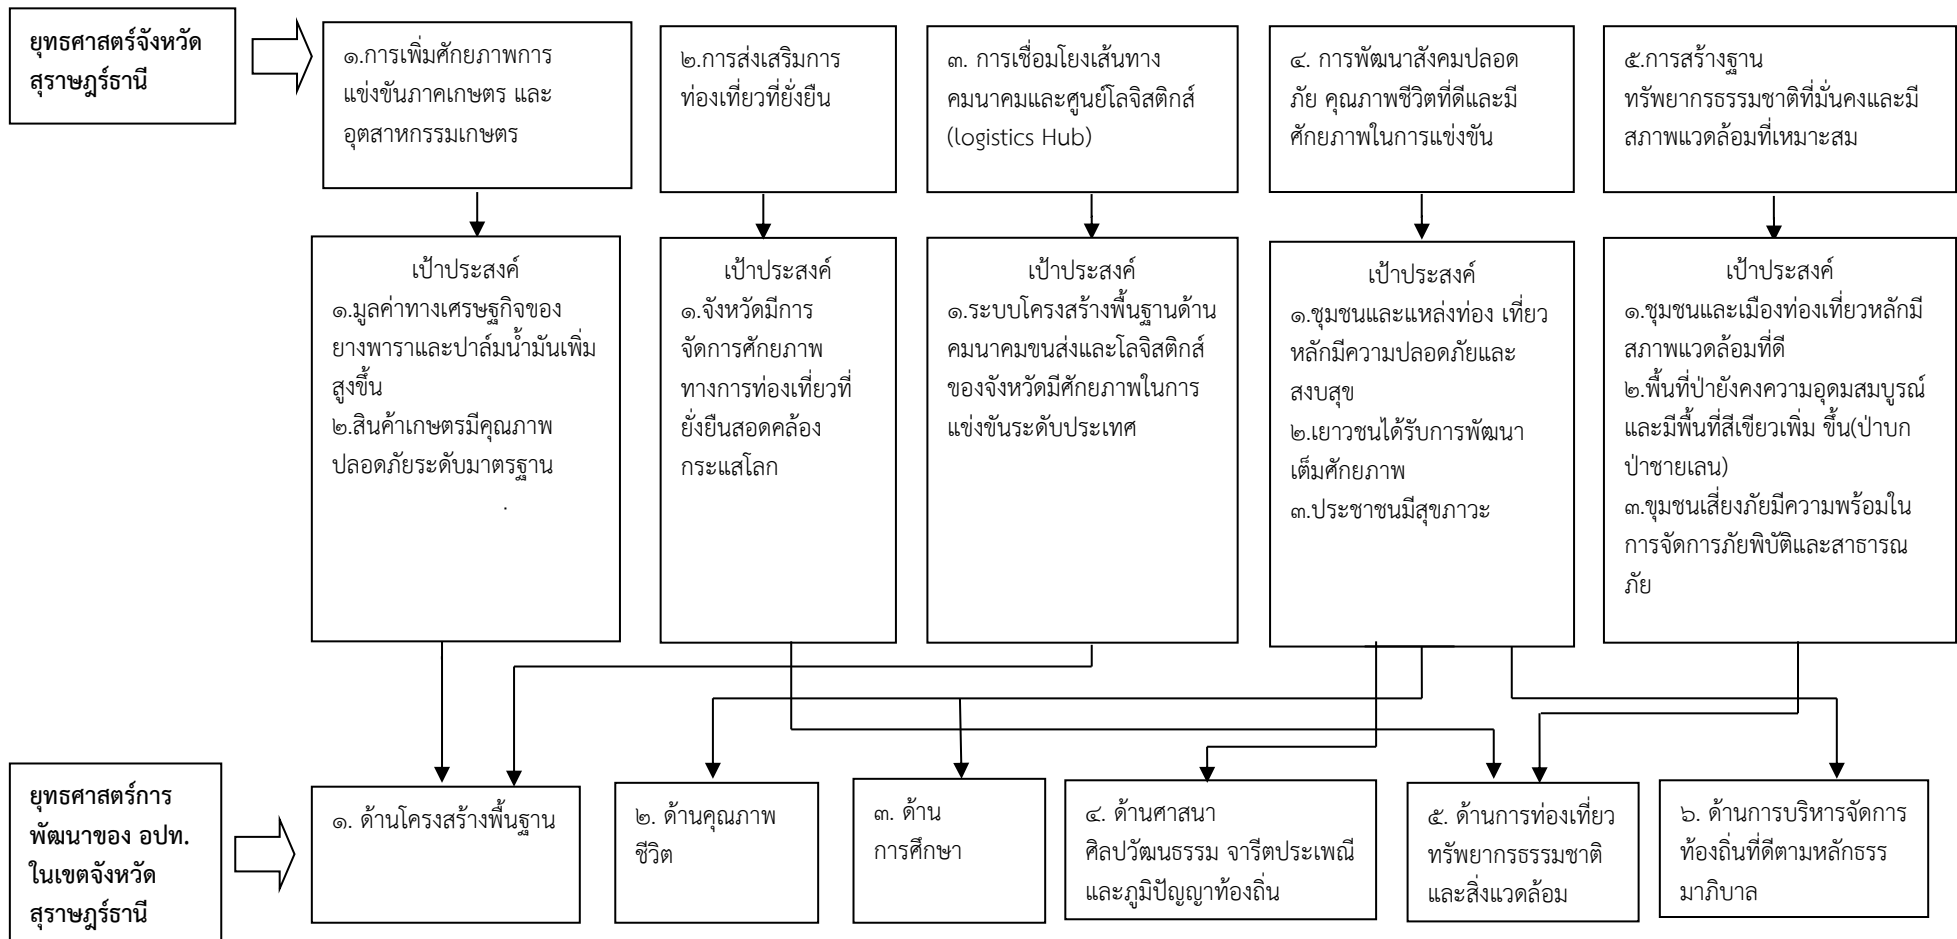 ยุทธศาสตร์จังหวัด
สุราษฎร์ธานี
๑.การเพิ่มศักยภาพการ
แข่งขันภาคเกษตร และ
อุตสาหกรรมเกษตร
๒.การส่งเสริมการ
ท่องเที่ยวที่ยั่งยืน
๓. การเชื่อมโยงเส้นทาง
คมนาคมและศูนย์โลจิสติกส์
(logistics Hub)
๔. การพัฒนาสังคมปลอด
ภัย คุณภาพชีวิตที่ดีและมี
ศักยภาพในการแข่งขัน
๕.การสร้างฐาน
ทรัพยากรธรรมชาติที่มั่นคงและมี
สภาพแวดล้อมที่เหมาะสม
เป้าประสงค์
๑.มูลค่าทางเศรษฐกิจของ
ยางพาราและปาล์มน้ำมันเพิ่ม
สูงขึ้น
๒.สินค้าเกษตรมีคุณภาพ
ปลอดภัยระดับมาตรฐาน
.
เป้าประสงค์
๑.จังหวัดมีการ
จัดการศักยภาพ
ทางการท่องเที่ยวที่
ยั่งยืนสอดคล้อง
กระแสโลก
เป้าประสงค์
๑.ระบบโครงสร้างพื้นฐานด้าน
คมนาคมขนส่งและโลจิสติกส์
ของจังหวัดมีศักยภาพในการ
แข่งขันระดับประเทศ
เป้าประสงค์
๑.ชุมชนและแหล่งท่อง เที่ยว
หลักมีความปลอดภัยและ
สงบสุข
๒.เยาวชนได้รับการพัฒนา
เต็มศักยภาพ
๓.ประชาชนมีสุขภาวะ
เป้าประสงค์
๑.ชุมชนและเมืองท่องเที่ยวหลักมี
สภาพแวดล้อมที่ดี
๒.พื้นที่ป่ายังคงความอุดมสมบูรณ์
และมีพื้นที่สีเขียวเพิ่ม ขึ้น(ป่าบก
ป่าชายเลน)
๓.ขุมชนเสี่ยงภัยมีความพร้อมใน
การจัดการภัยพิบัติและสาธารณ
ภัย
ยุทธศาสตร์การ
พัฒนาของ อปท.
ในเขตจังหวัด
สุราษฎร์ธานี
๑. ด้านโครงสร้างพื้นฐาน
๒. ด้านคุณภาพ
ชีวิต
๓. ด้าน
การศึกษา
๔. ด้านศาสนา
ศิลปวัฒนธรรม จารีตประเพณี
และภูมิปัญญาท้องถิ่น
๕. ด้านการท่องเที่ยว
ทรัพยากรธรรมชาติ
และสิ่งแวดล้อม
๖. ด้านการบริหารจัดการ
ท้องถิ่นที่ดีตามหลักธรร
มาภิบาล